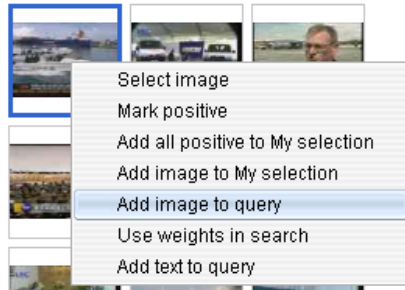 Select image
Mark positive
Add all positive to My selection
Add image to My selection
Add image to query
Use weights in search
Add text to query